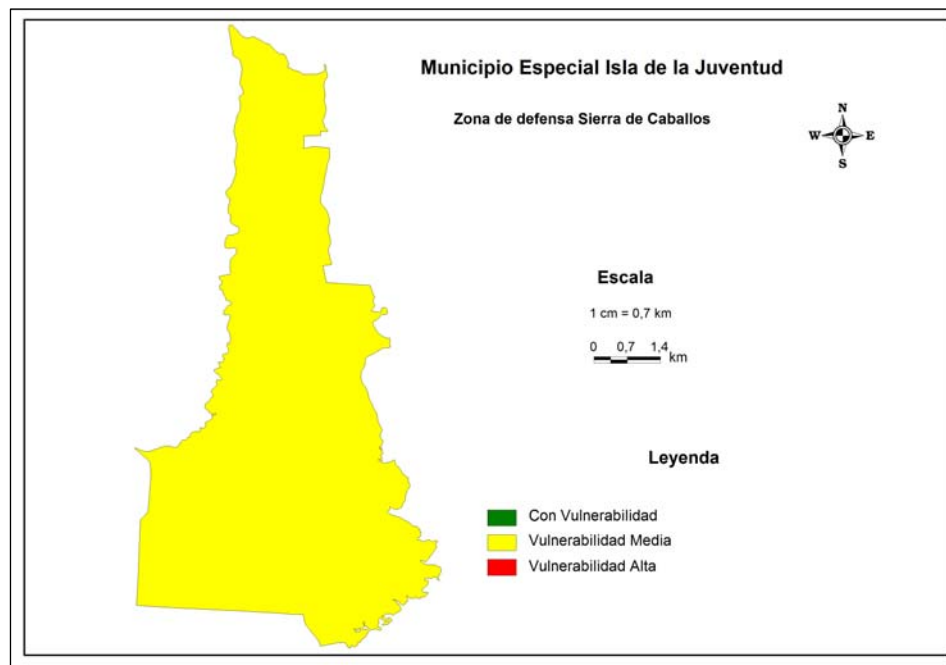 Municipio Especial Isla de la Juventud
Zona de defensa Sierra de Caballos
N
W E
S
Escala
1 cm = 0,7 km
0 0,7 1,4
km
Leyenda
Con Vulnerabilidad
Vulnerabilidad Media
Vulnerabilidad Alta